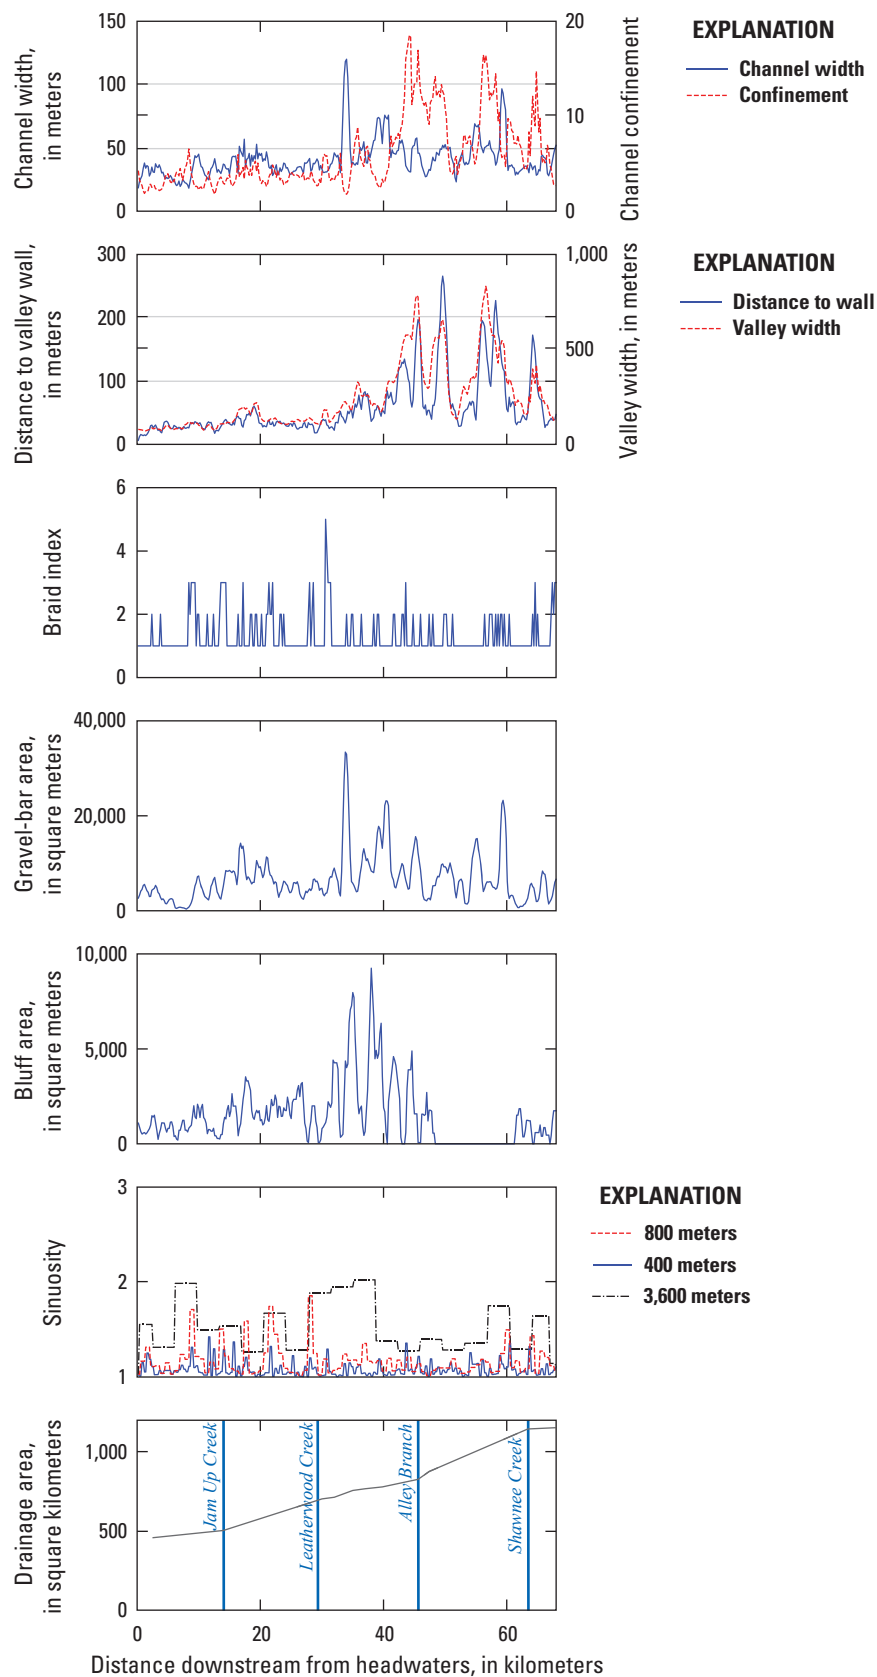 150
100
50
0
Channel width,
in meters
20
10
0
Channel confinement
EXPLANATION
Channel width
Confinement
300
200
100
0
Distance to valley wall,
in meters
1,000
500
0
Valley width, in meters
EXPLANATION
Distance to wall
Valley width
6
4
2
0
Braid index
40,000
20,000
0
Gravel-bar area,
in square meters
10,000
5,000
0
Bluff area,
in square meters
3
2
1
Sinuosity
EXPLANATION
800 meters
400 meters
3,600 meters
1,000
500
0
Drainage area,
in square kilometers
Jam Up Creek
Leatherwood Creek
Alley Branch
Shawnee Creek
0 20 40 60
Distance downstream from headwaters, in kilometers